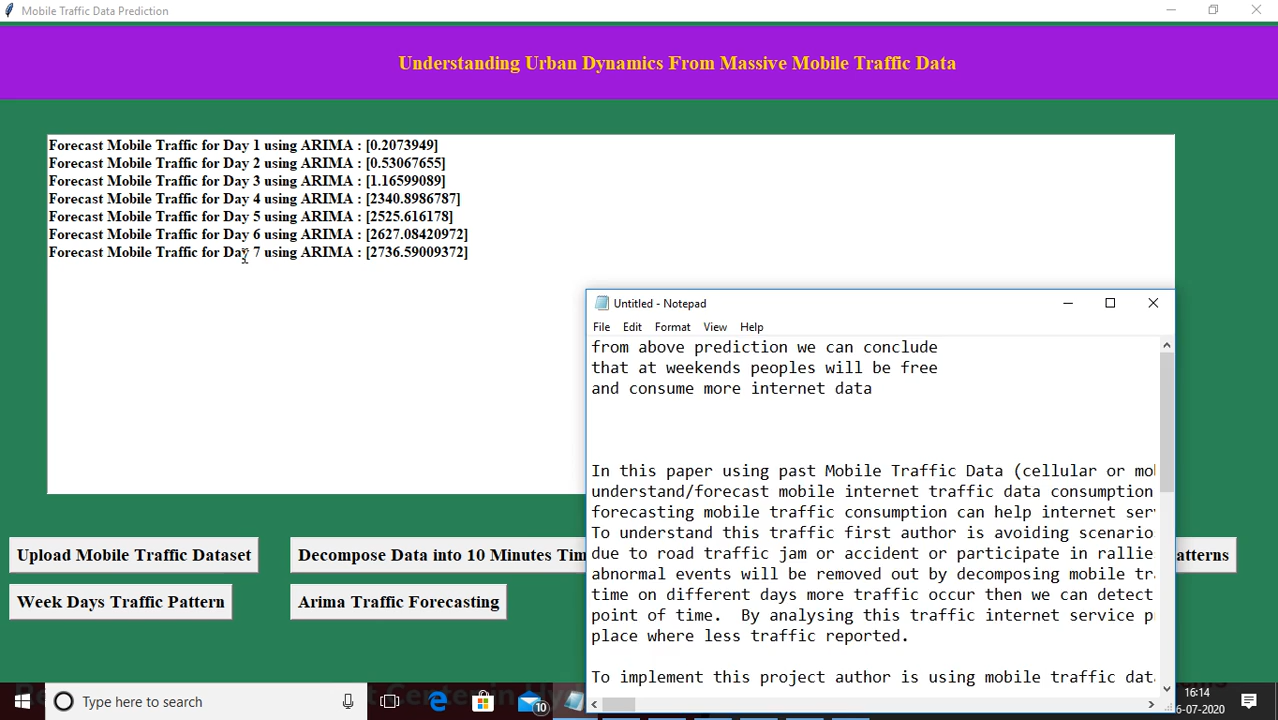 Mobile Traffic Data Prediction
Understanding Urban Dynamics From Massive Mobile Traffic Data
Forecast Mobile Traffic for Day 1 using ARIMA : [0.2073949]
Forecast Mobile Traffic for Day 2 using ARIMA : [0.53067655]
Forecast Mobile Traffic for Day 3 using ARIMA : [1.16599089]
Forecast Mobile Traffic for Day 4 using ARIMA : [2340.8986787]
Forecast Mobile Traffic for Day 5 using ARIMA : [2525.616178]
Forecast Mobile Traffic for Day 6 using ARIMA : [2627.08420972]
Forecast Mobile Traffic for Day 7 using ARIMA : [2736.59009372]
Untitled - Notepad
File Edit Format View Help
from above prediction we can conclude
that at weekends peoples will be free
and consume more internet data
In this paper using past Mobile Traffic Data (cellular or mo
understand/forecast mobile internet traffic data consumption
forecasting mobile traffic consumption can help internet ser
To understand this traffic first author is avoiding scenario
due to road traffic jam or accident or participate in rallie
abnormal events will be removed out by decomposing mobile tr
time on different days more traffic occur then we can detect
point of time. By analysing this traffic internet service p
place where less traffic reported.
To implement this project author is using mobile traffic dat
Upload Mobile Traffic Dataset
Decompose Data into 10 Minutes Tim
atterns
Week Days Traffic Pattern
Arima Traffic Forecasting
Type here to search
10
16:14
6-07-2020